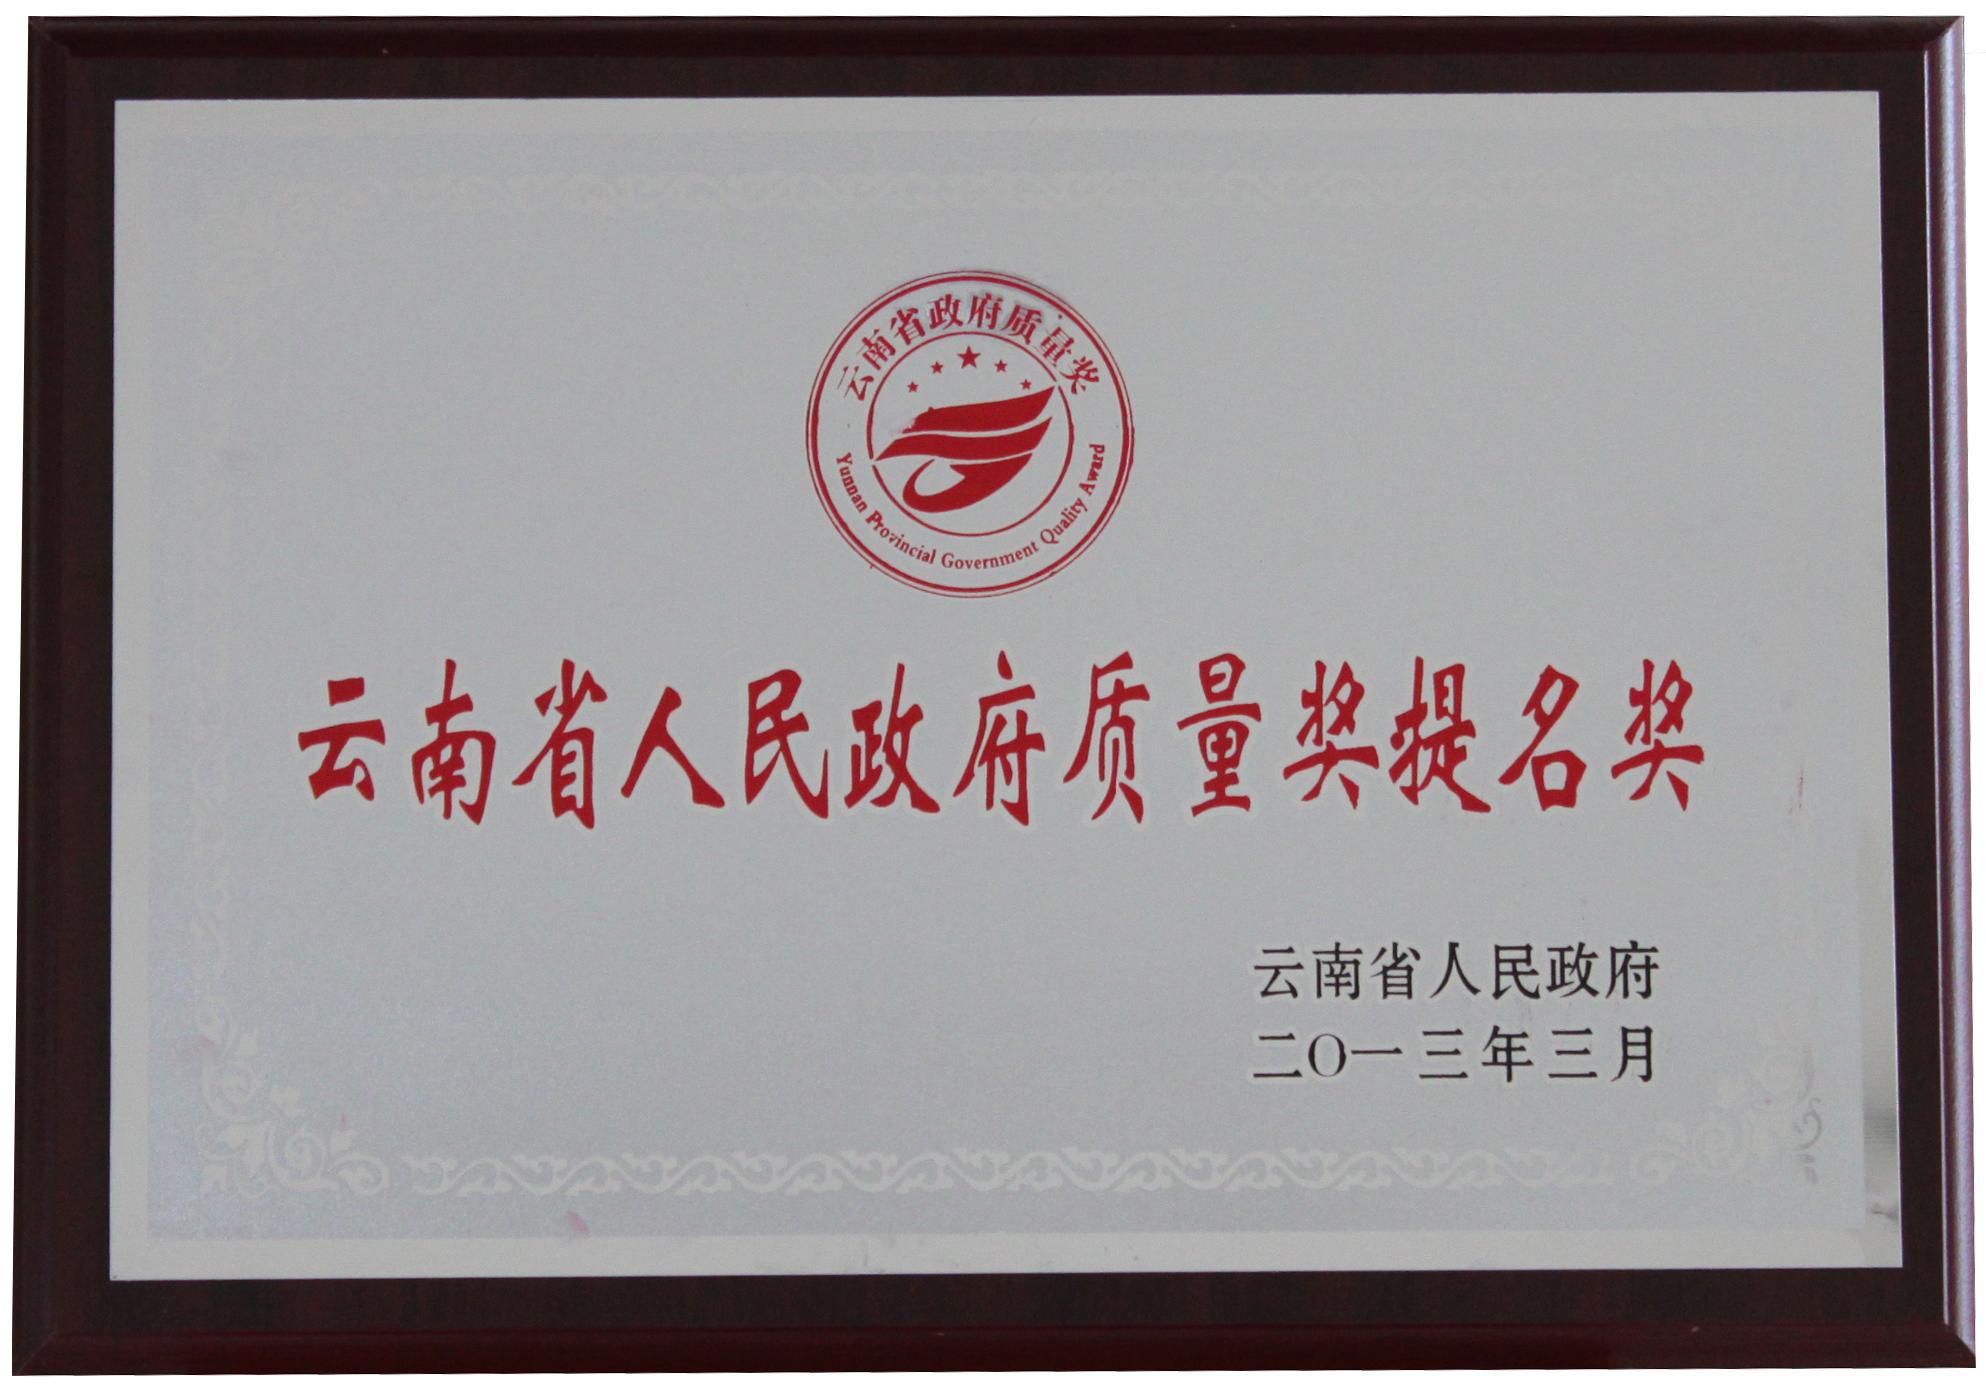 云南省政府质量奖
Yunnan Provincial Government Quality Award
云南省人民政府质量奖提名奖
云南省人民政府
二〇一三年三月